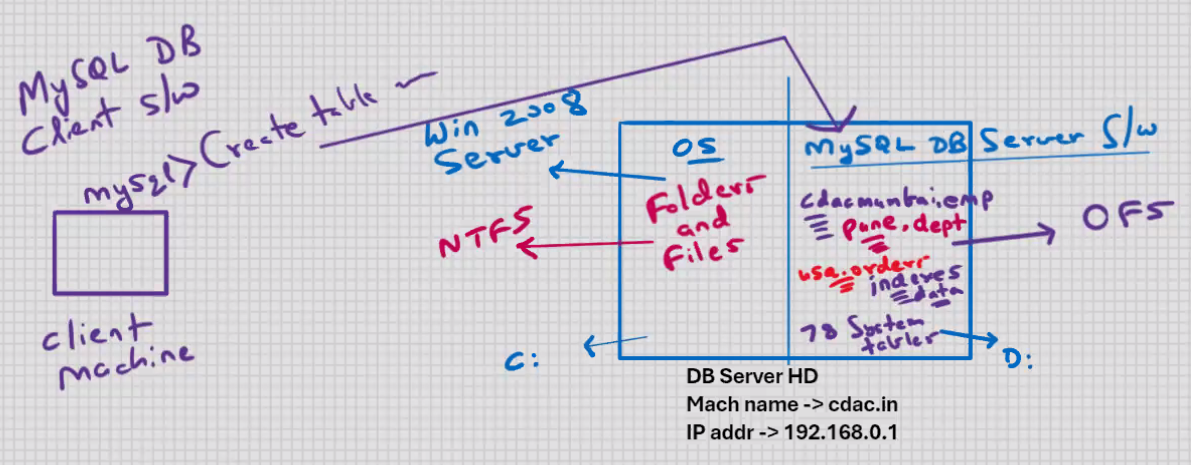 MySQL DB
Client S/W
mysql> Create table
client
machine
Win 2008
Server
NTFS
C:
OS
Folders
and
Files
MySQL DB Server S/W
cdacmumbai.emp
pune.dept
usa.orders
indexes
data
78 System
tables
OFS
D:
DB Server HD
Mach name -> cdac.in
IP addr -> 192.168.0.1